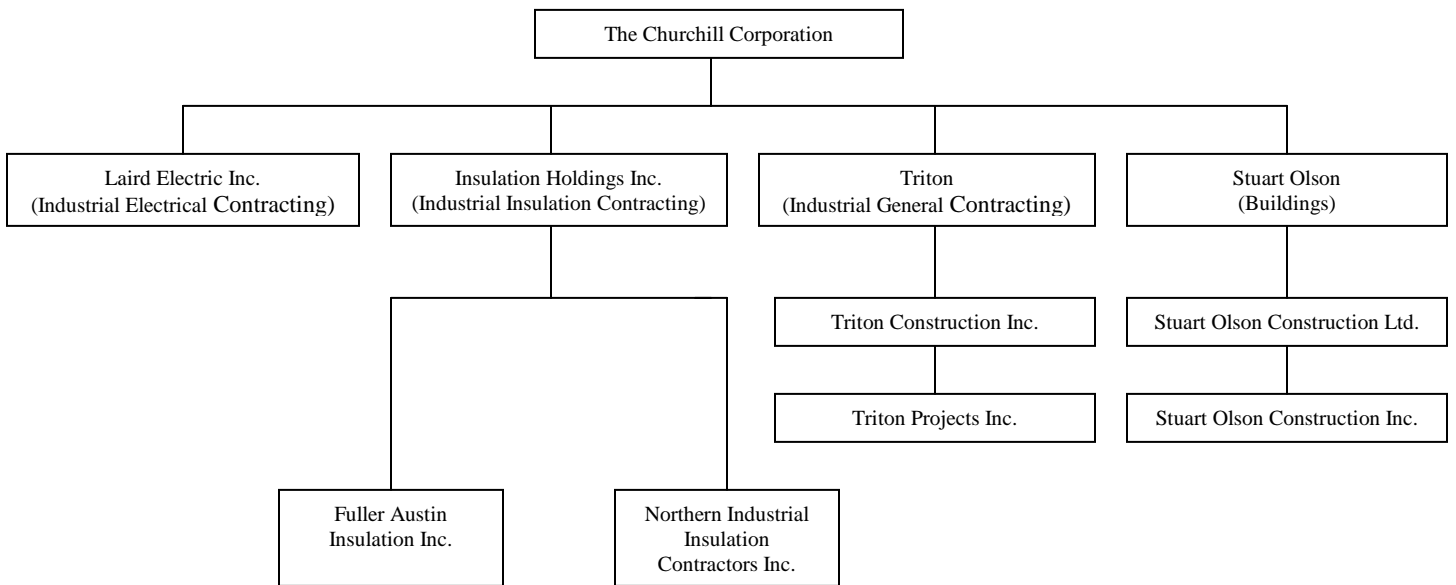 The Churchill Corporation
Laird Electric Inc.
(Industrial Electrical Contracting)
Insulation Holdings Inc.
(Industrial Insulation Contracting)
Triton
(Industrial General Contracting)
Stuart Olson
(Buildings)
Triton Construction Inc.
Stuart Olson Construction Ltd.
Triton Projects Inc.
Stuart Olson Construction Inc.
Fuller Austin
Insulation Inc.
Northern Industrial
Insulation
Contractors Inc.